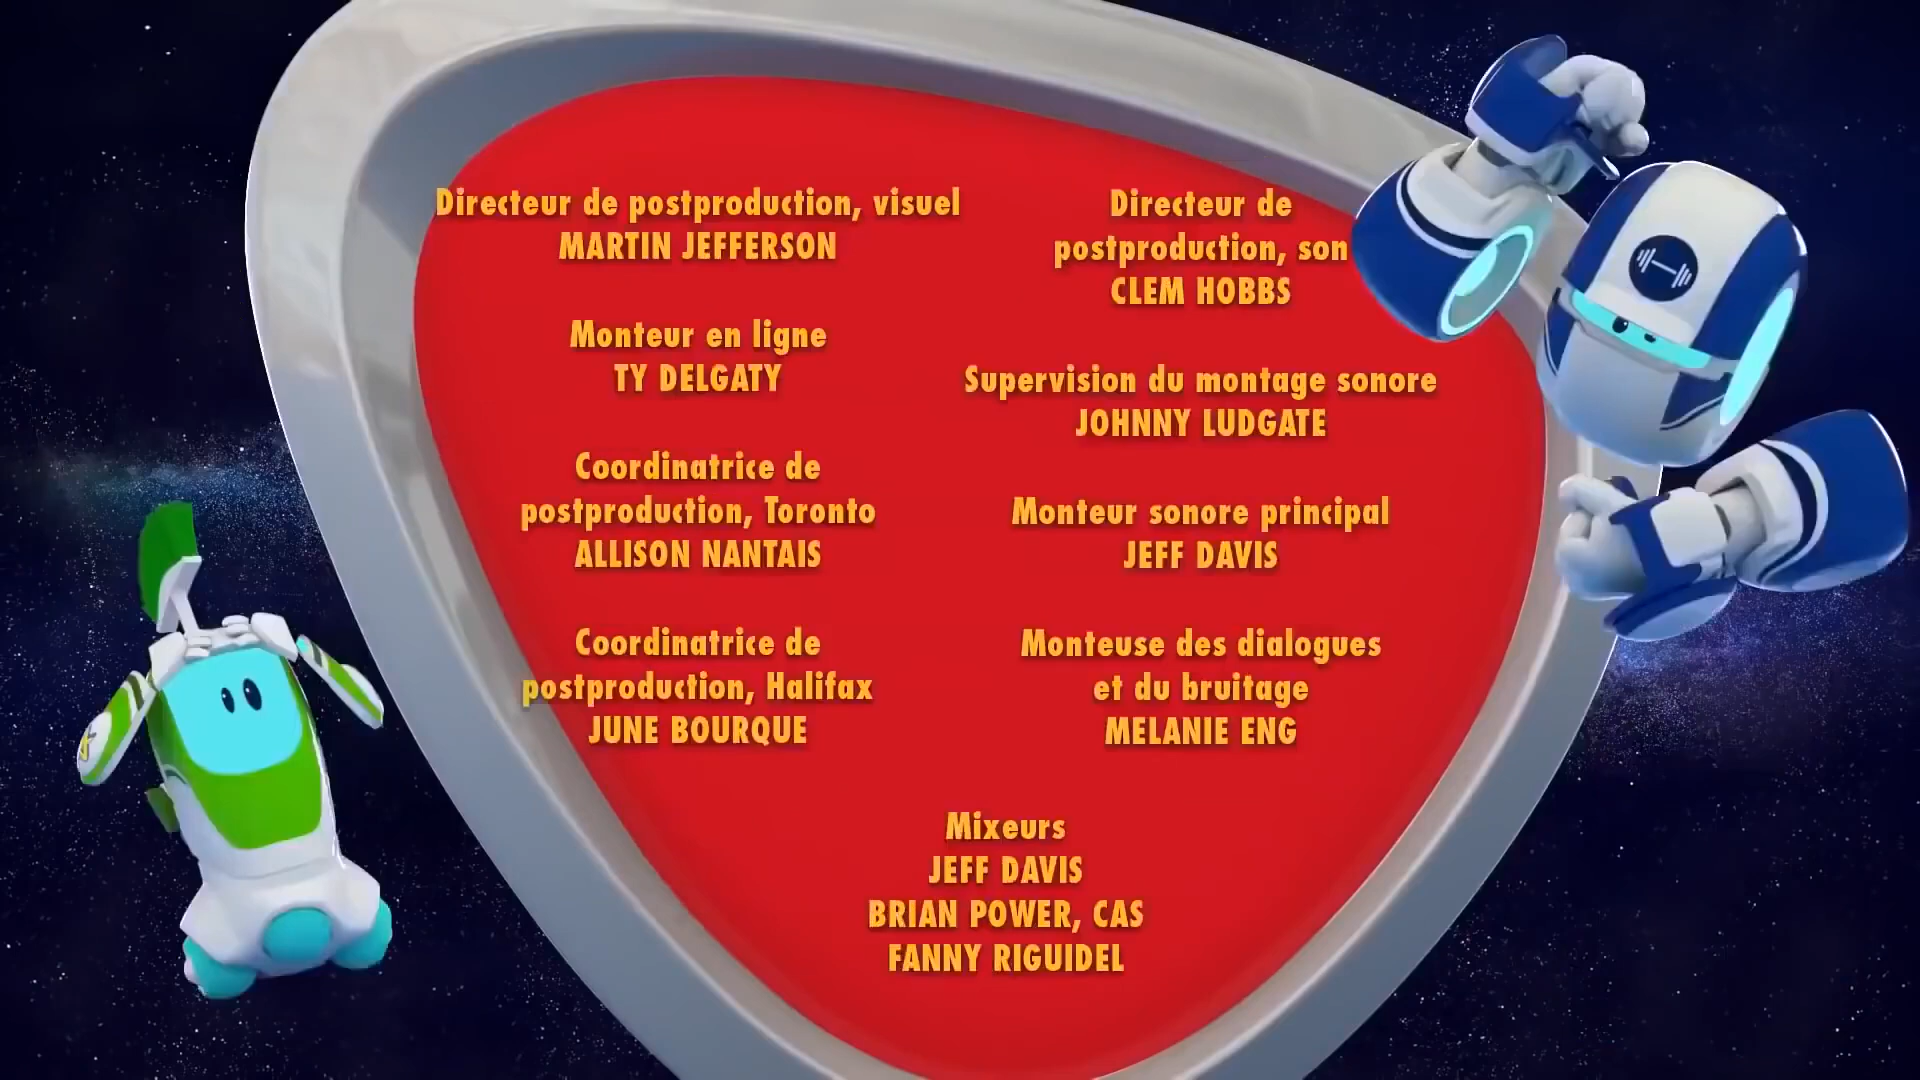 Directeur de postproduction, visuel
MARTIN JEFFERSON
Monteur en ligne
TY DELGATY
Coordinatrice de
postproduction, Toronto
ALLISON NANTAIS
Coordinatrice de
postproduction, Halifax
JUNE BOURQUE
Directeur de
postproduction, son
CLEM HOBBS
Supervision du montage sonore
JOHNNY LUDGATE
Monteur sonore principal
JEFF DAVIS
Monteuse des dialogues
et du bruitage
MELANIE ENG
Mixeurs
JEFF DAVIS
BRIAN POWER, CAS
FANNY RIGUIDEL